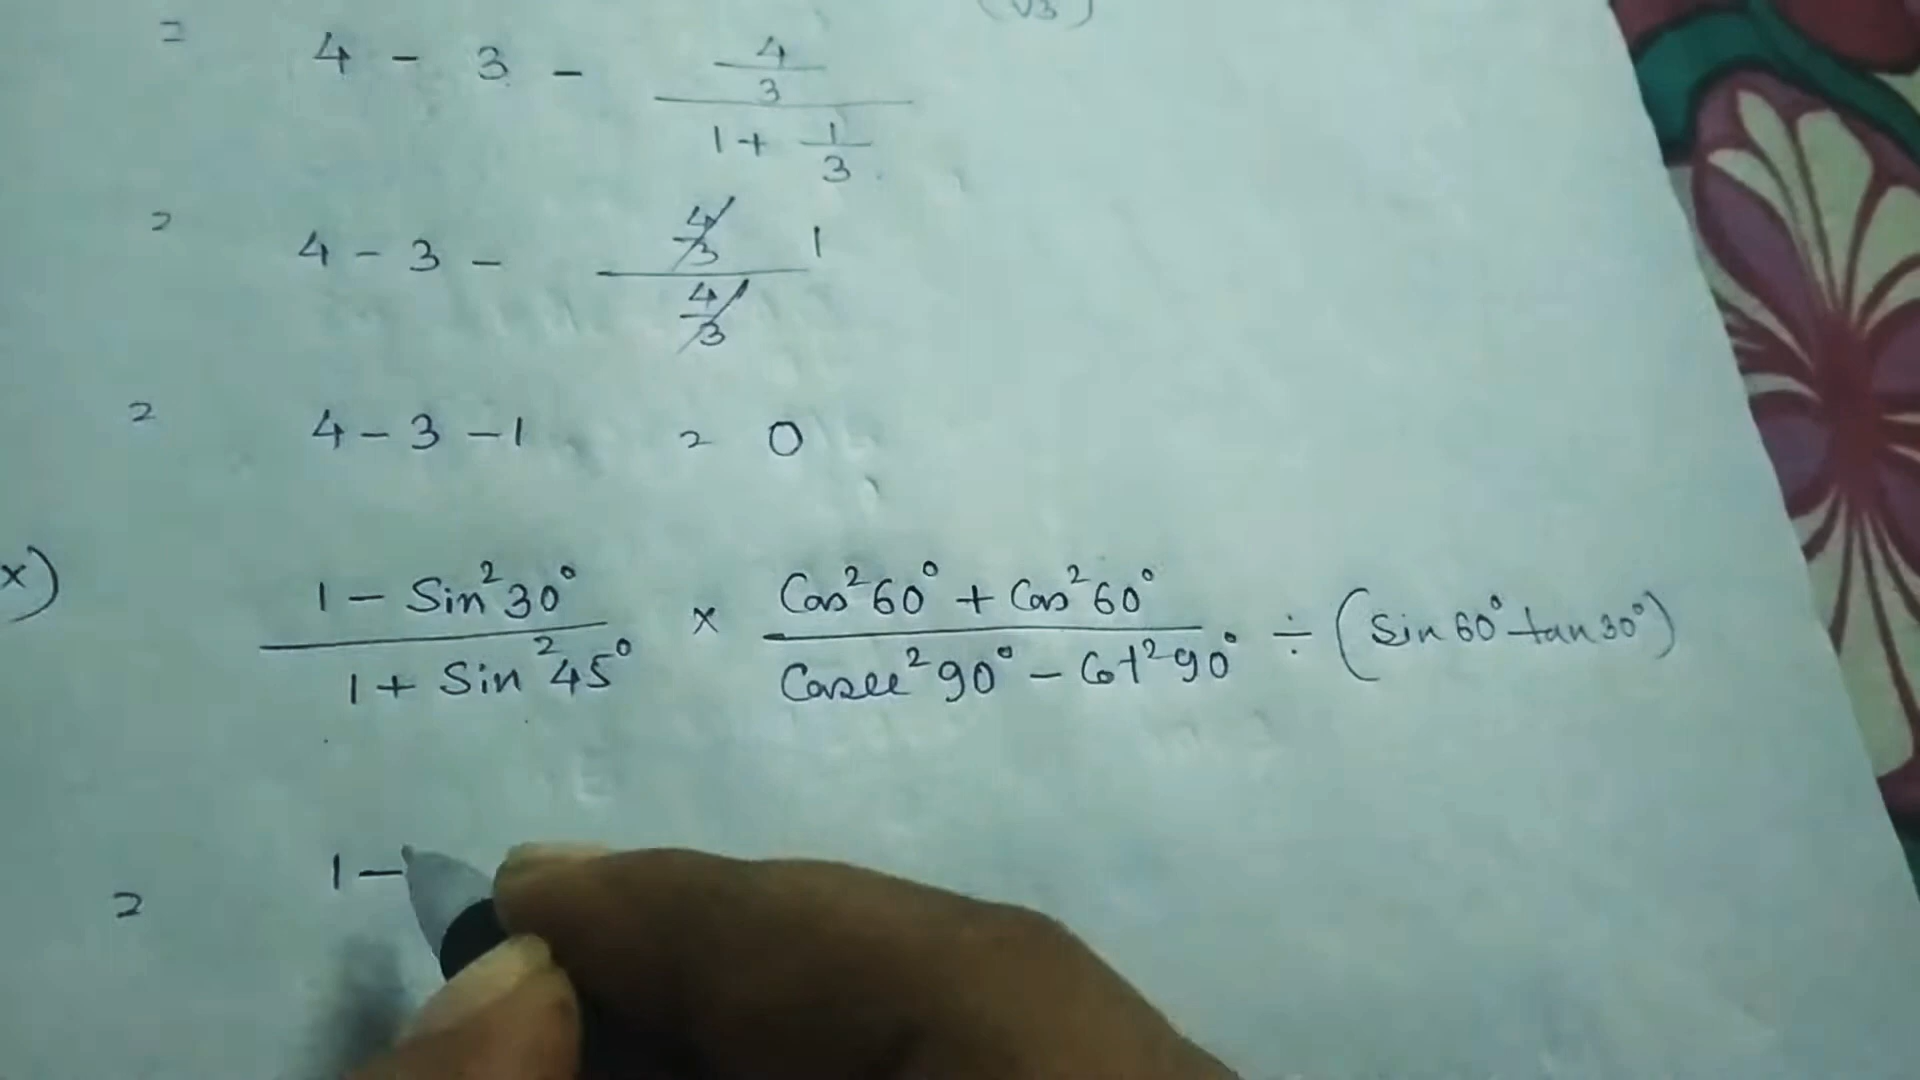 (√3)
= 4 - 3 - 4/3 / 1 + 1/3
= 4 - 3 - 4/3 / 4/3 1
= 4 - 3 - 1 = 0
x) 1 - Sin²30° / 1 + Sin²45° × Cos²60° + Cos²60° / Cosec²90° - Cot²90° ÷ (Sin 60° tan 30°)
= 1 -